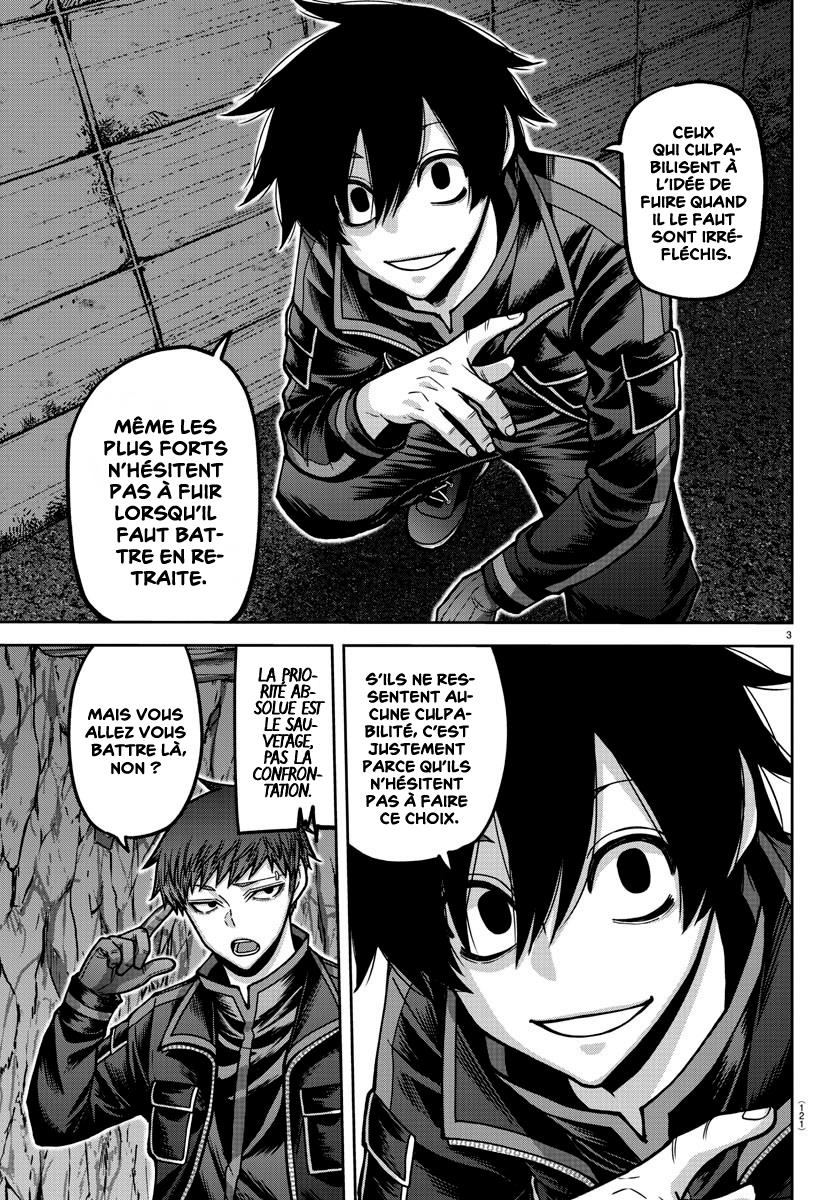 CEUX
QUI CULPA-
BILISENT À
L'IDÉE DE
FUIRE QUAND
IL LE FAUT
SONT IRRÉ-
FLÉCHIS.
MÊME LES
PLUS FORTS
N'HÉSITENT
PAS À FUIR
LORSQU'IL
FAUT BAT-
TRE EN RE-
TRAITE.
3
S'ILS NE RES-
SENTENT AU-
CUNE CULPA-
BILITÉ, C'EST
JUSTEMENT
PARCE QU'ILS
N'HÉSITENT
PAS À FAIRE
CE CHOIX.
LA PRIO-
RITÉ AB-
SOLUE EST
LE SAU-
VETAGE,
PAS LA
CONFRON-
TATION.
MAIS VOUS
ALLEZ VOUS
BATTRE LÀ,
NON ?
(121)